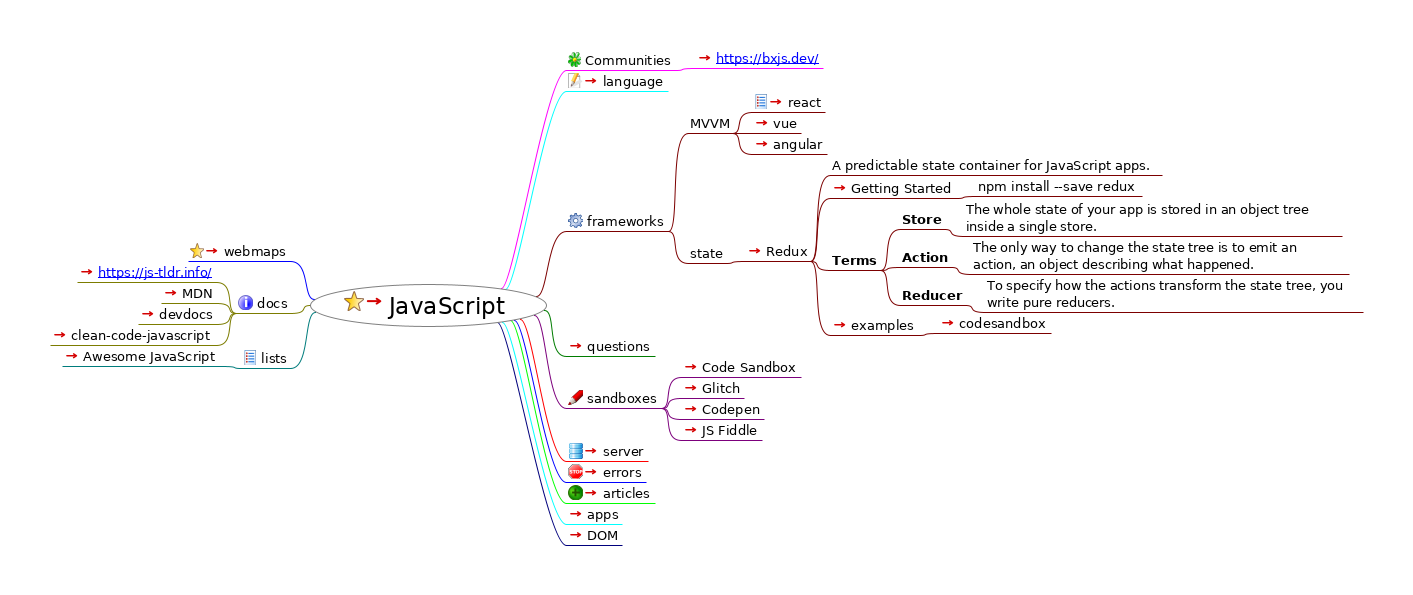 JavaScript
webmaps
docs
https://js-tldr.info/
MDN
devdocs
clean-code-javascript
lists
Awesome JavaScript
Communities
https://bxjs.dev/
language
frameworks
MVVM
react
vue
angular
state
Redux
A predictable state container for JavaScript apps.
Getting Started
npm install --save redux
Terms
Store
The whole state of your app is stored in an object tree
inside a single store.
Action
The only way to change the state tree is to emit an
action, an object describing what happened.
Reducer
To specify how the actions transform the state tree, you
write pure reducers.
examples
codesandbox
questions
sandboxes
Code Sandbox
Glitch
Codepen
JS Fiddle
server
STOP
errors
articles
apps
DOM